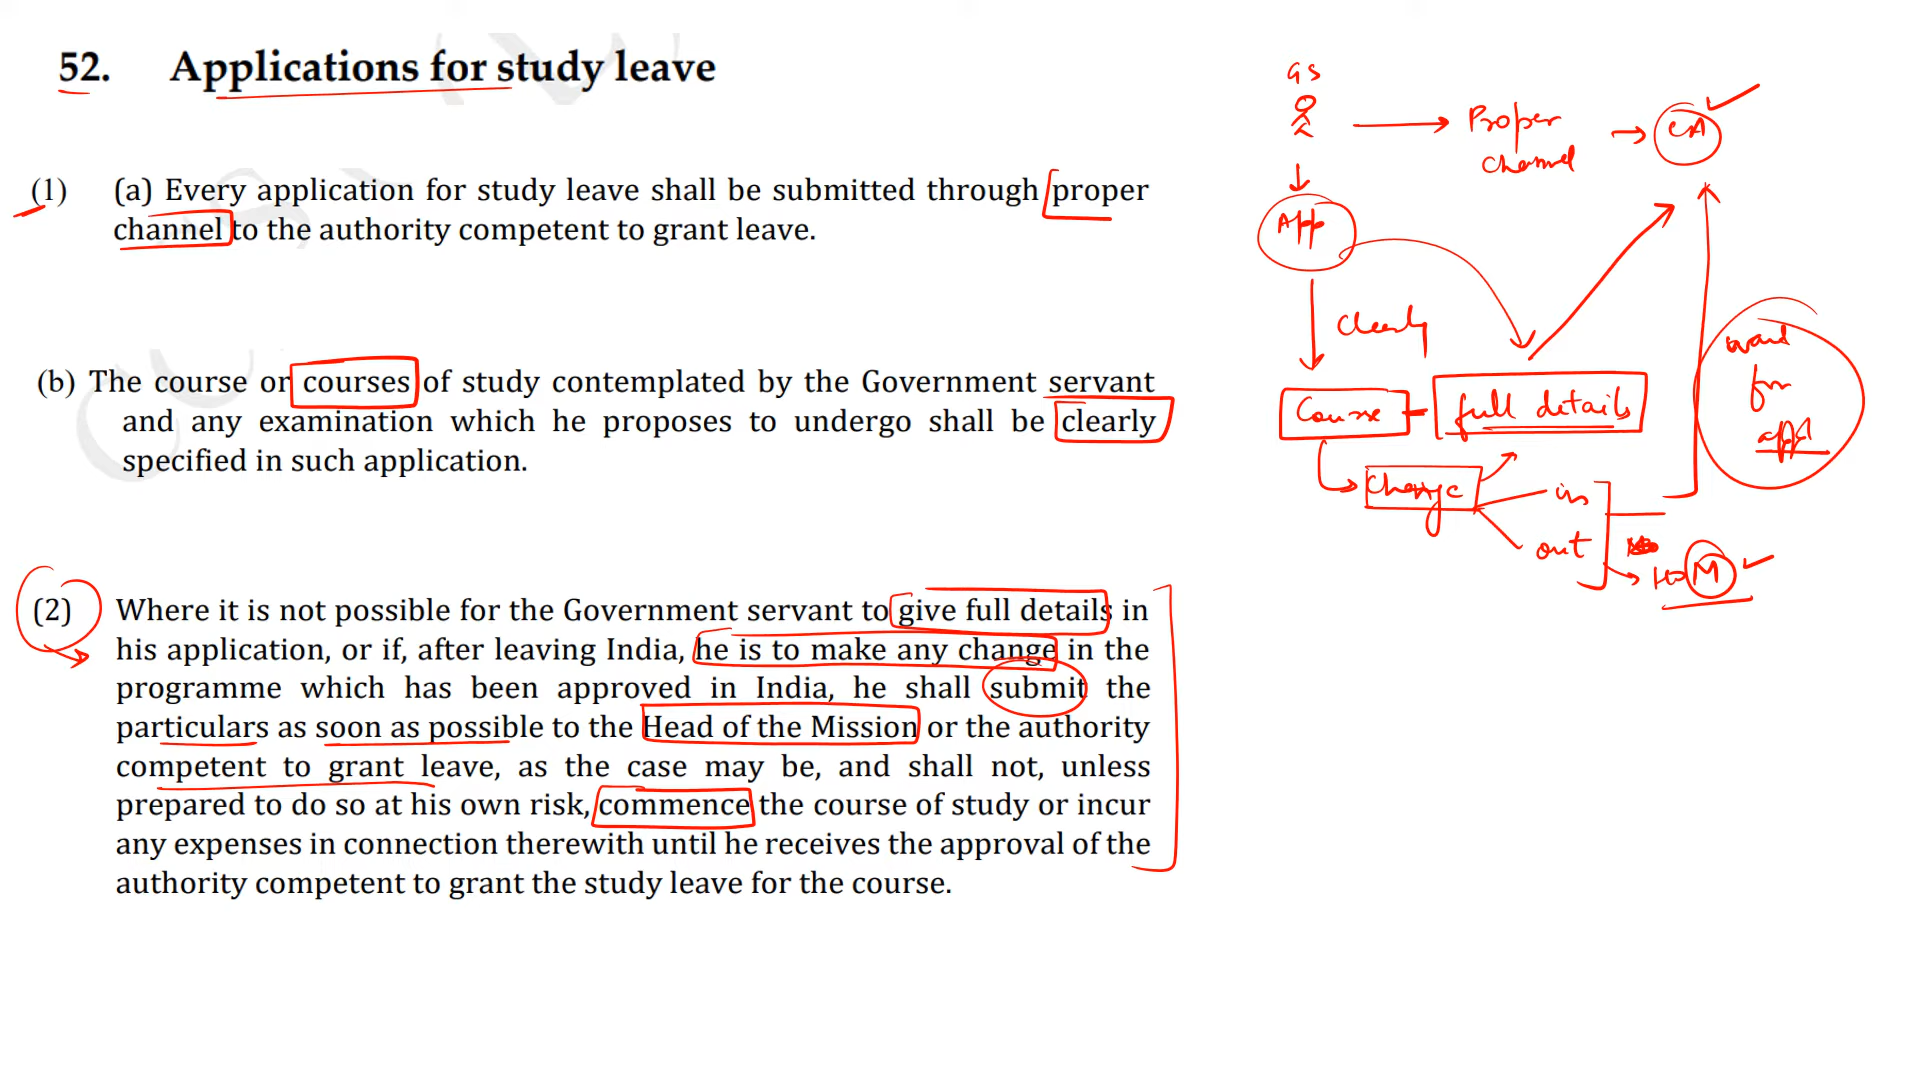 52. Applications for study leave
(1) (a) Every application for study leave shall be submitted through proper
channel to the authority competent to grant leave.
(b) The course or courses of study contemplated by the Government servant
and any examination which he proposes to undergo shall be clearly
specified in such application.
(2) Where it is not possible for the Government servant to give full details in
his application, or if, after leaving India, he is to make any change in the
programme which has been approved in India, he shall submit the
particulars as soon as possible to the Head of the Mission or the authority
competent to grant leave, as the case may be, and shall not, unless
prepared to do so at his own risk, commence the course of study or incur
any expenses in connection therewith until he receives the approval of the
authority competent to grant the study leave for the course.
GS
Proper
channel
CA
App
Clearly
Course
full details
Change
in
out
HoM
for